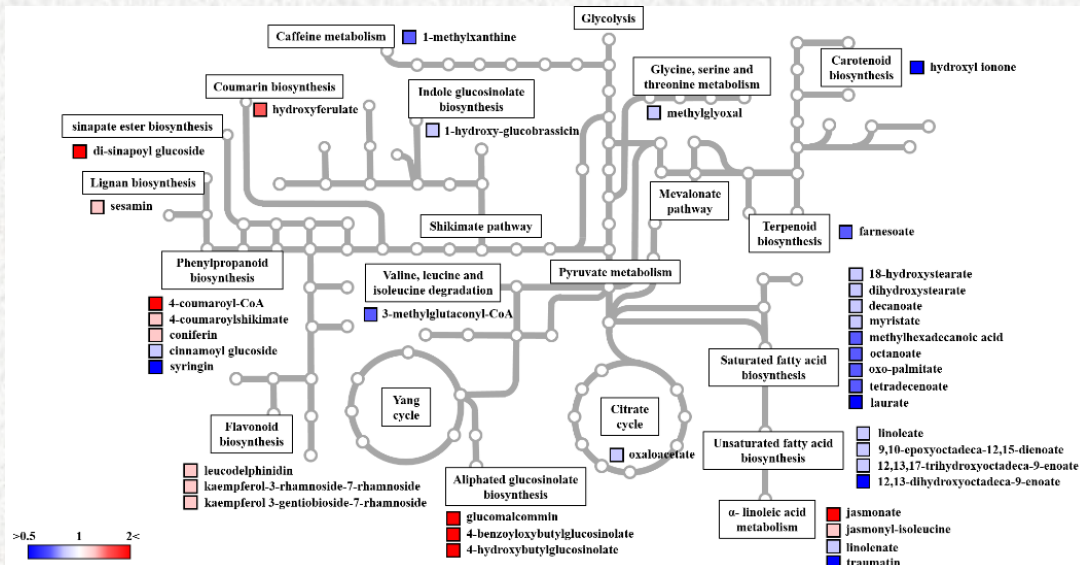 Glycolysis
Caffeine metabolism
1-methylxanthine
Carotenoid
biosynthesis
hydroxyl ionone
Glycine, serine and
threonine metabolism
methylglyoxal
Coumarin biosynthesis
hydroxyferulate
Indole glucosinolate
biosynthesis
1-hydroxy-glucobrassicin
sinapate ester biosynthesis
di-sinapoyl glucoside
Lignan biosynthesis
sesamin
Mevalonate
pathway
Shikimate pathway
Terpenoid
biosynthesis
farnesoate
Phenylpropanoid
biosynthesis
4-coumaroyl-CoA
4-coumaroylshikimate
coniferin
cinnamoyl glucoside
syringin
Valine, leucine and
isoleucine degradation
3-methylglutaconyl-CoA
Pyruvate metabolism
18-hydroxystearate
dihydroxystearate
decanoate
myristate
methylhexadecanoic acid
octanoate
oxo-palmitate
tetradecenoate
laurate
Saturated fatty acid
biosynthesis
Yang
cycle
Citrate
cycle
oxaloacetate
Flavonoid
biosynthesis
leucodelphinidin
kaempferol-3-rhamnoside-7-rhamnoside
kaempferol 3-gentiobioside-7-rhamnoside
Unsaturated fatty acid
biosynthesis
linoleate
9,10-epoxyoctadeca-12,15-dienoate
12,13,17-trihydroxyoctadeca-9-enoate
12,13-dihydroxyoctadeca-9-enoate
Aliphatic glucosinolate
biosynthesis
glucomalcommin
4-benzoyloxybutylglucosinolate
4-hydroxybutylglucosinolate
α- linoleic acid
metabolism
jasmonate
jasmonyl-isoleucine
linolenate
traumatin
>0.5 1 2<